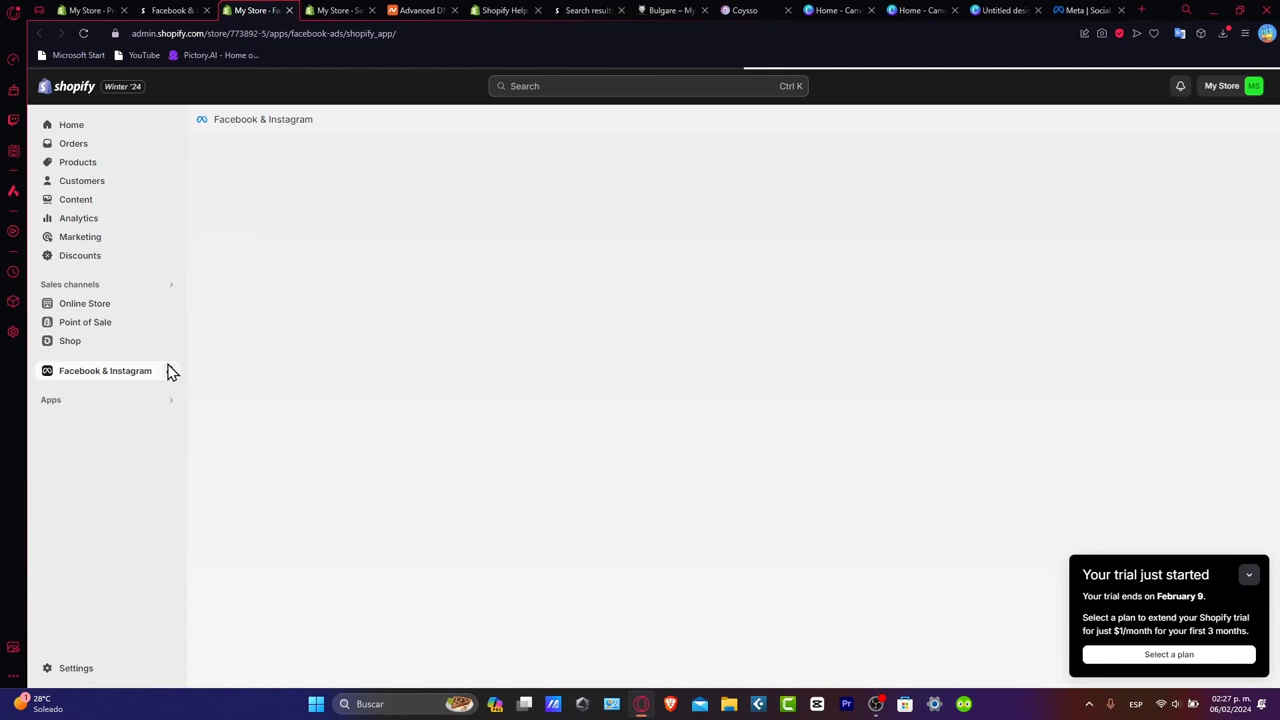 My Store - Pr
Facebook &
My Store - Fa
My Store - Se
Advanced D
Shopify Help
Search results
Bulgare – My
Coysso
Home - Canv
Home - Canv
Untitled desi
Meta | Social
admin.shopify.com/store/773892-5/apps/facebook-ads/shopify_app/
Microsoft Start
YouTube
Pictory.AI - Home o...
shopify
Winter '24
Search
Ctrl K
My Store
MS
Home
Orders
Products
Customers
Content
Analytics
Marketing
Discounts
Sales channels
Online Store
Point of Sale
Shop
Facebook & Instagram
Apps
Settings
Facebook & Instagram
Your trial just started
Your trial ends on February 9.
Select a plan to extend your Shopify trial
for just $1/month for your first 3 months.
Select a plan
28°C
Soleado
Buscar
ESP
02:27 p. m.
06/02/2024